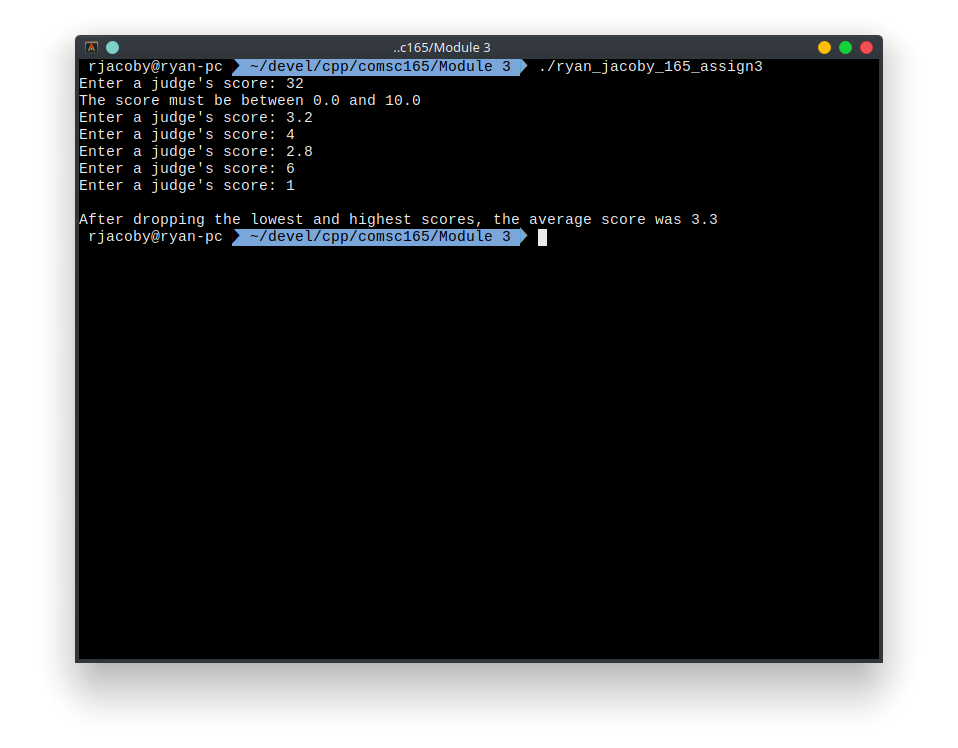 ..c165/Module 3
rjacoby@ryan-pc ~/devel/cpp/comsc165/Module 3 ./ryan_jacoby_165_assign3
Enter a judge's score: 32
The score must be between 0.0 and 10.0
Enter a judge's score: 3.2
Enter a judge's score: 4
Enter a judge's score: 2.8
Enter a judge's score: 6
Enter a judge's score: 1
After dropping the lowest and highest scores, the average score was 3.3
rjacoby@ryan-pc ~/devel/cpp/comsc165/Module 3